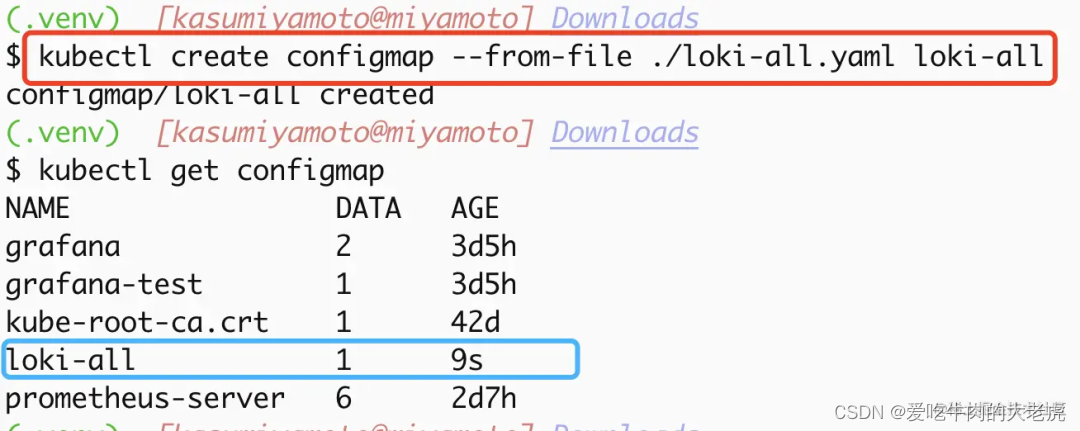 (.venv) [kasumiyamoto@miyamoto] Downloads
$ kubectl create configmap --from-file ./loki-all.yaml loki-all
configmap/loki-all created
(.venv) [kasumiyamoto@miyamoto] Downloads
$ kubectl get configmap
NAME DATA AGE
grafana 2 3d5h
grafana-test 1 3d5h
kube-root-ca.crt 1 42d
loki-all 1 9s
prometheus-server 6 2d7h
CSDN @爱吃牛肉的大老虎